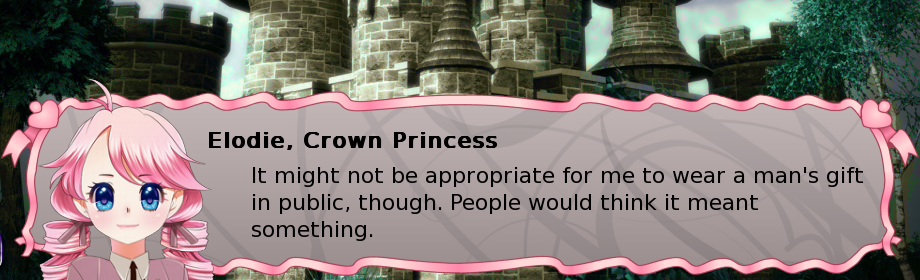 Elodie, Crown Princess
It might not be appropriate for me to wear a man's gift
in public, though. People would think it meant
something.